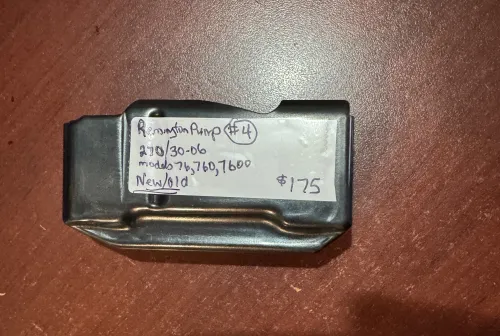 Remington Pump #4
270/30-06
models 76,760,7600
New/old
$175